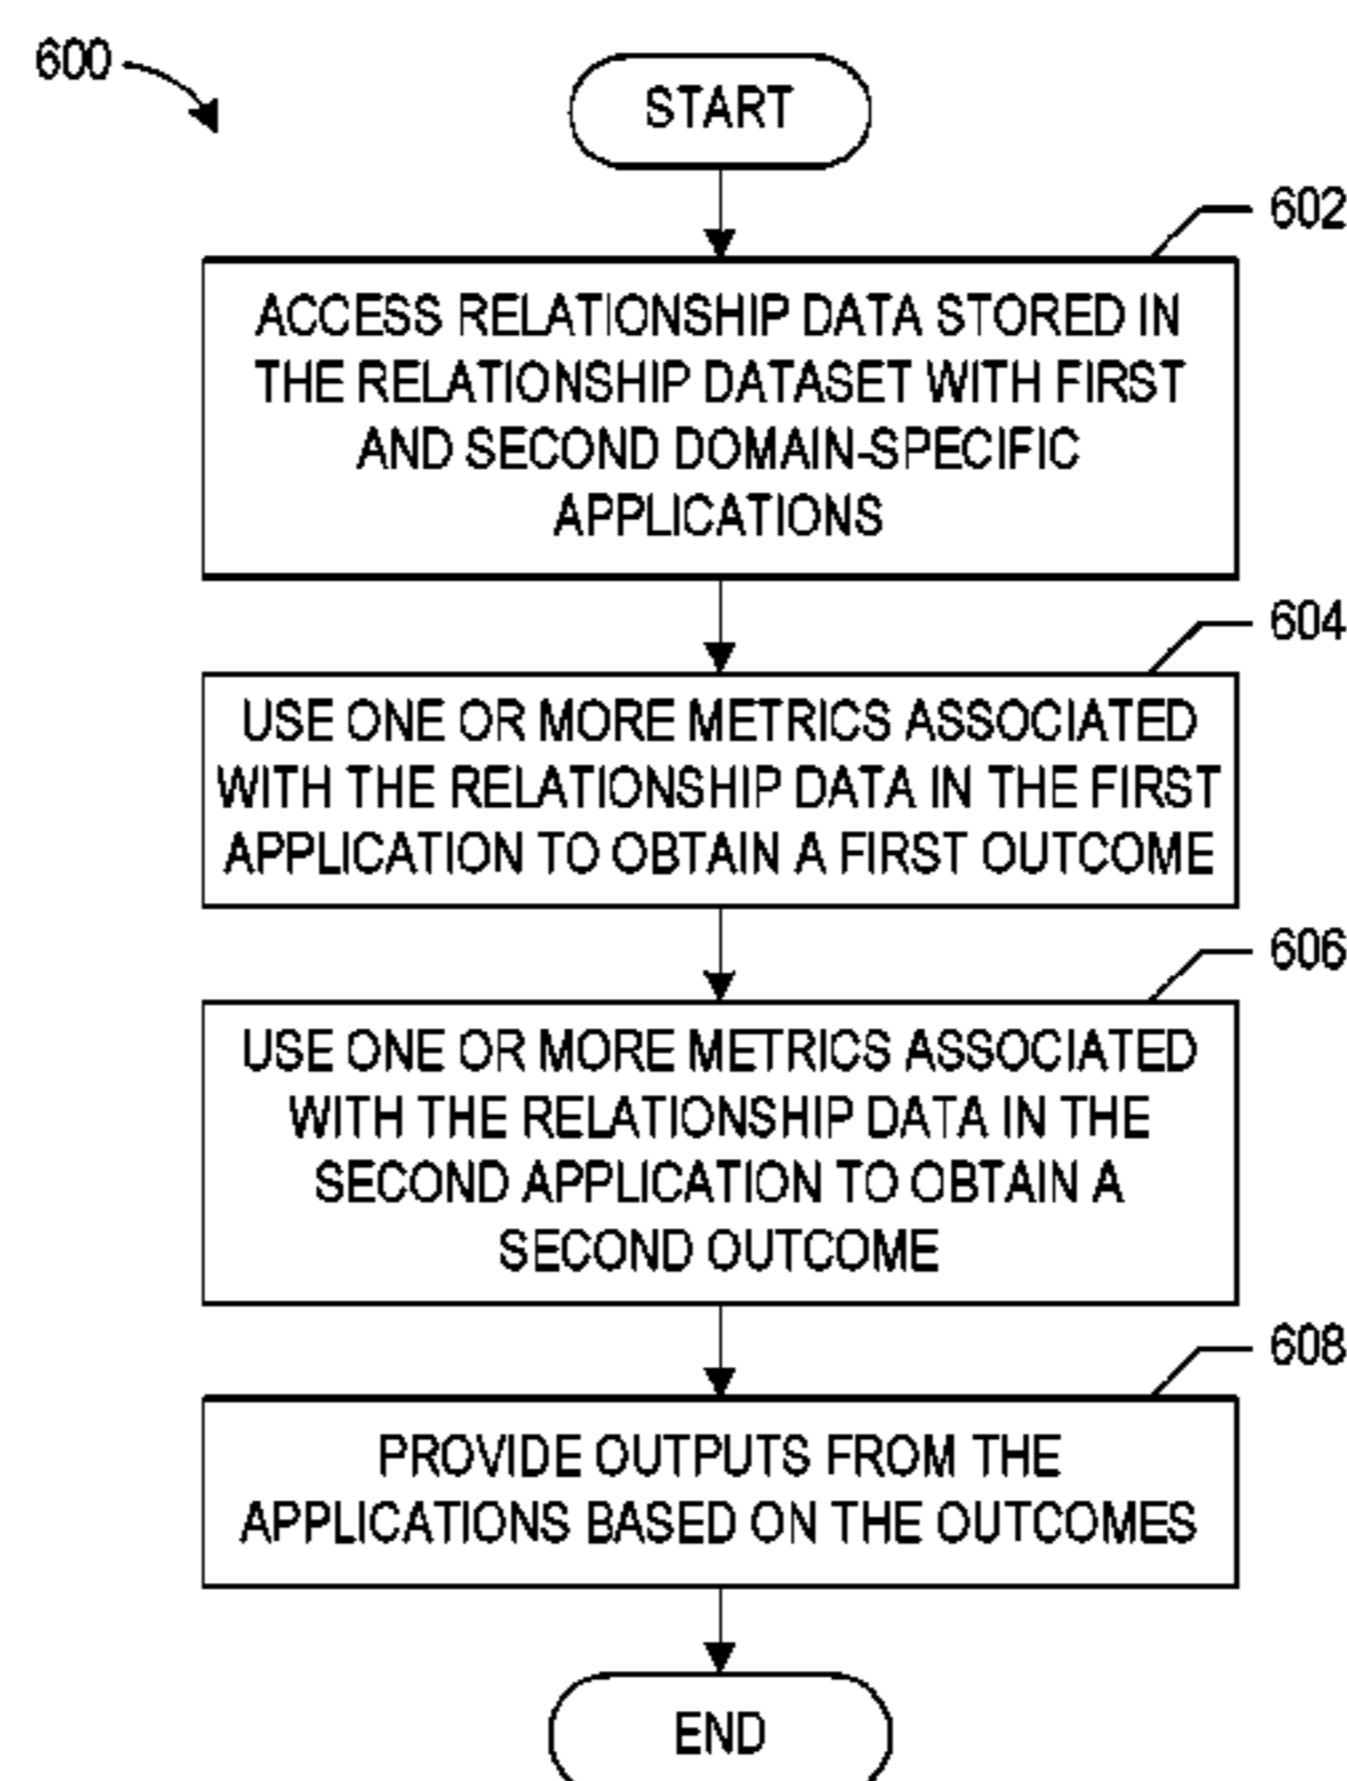 600
START
602
ACCESS RELATIONSHIP DATA STORED IN
THE RELATIONSHIP DATASET WITH FIRST
AND SECOND DOMAIN-SPECIFIC
APPLICATIONS
604
USE ONE OR MORE METRICS ASSOCIATED
WITH THE RELATIONSHIP DATA IN THE FIRST
APPLICATION TO OBTAIN A FIRST OUTCOME
606
USE ONE OR MORE METRICS ASSOCIATED
WITH THE RELATIONSHIP DATA IN THE
SECOND APPLICATION TO OBTAIN A
SECOND OUTCOME
608
PROVIDE OUTPUTS FROM THE
APPLICATIONS BASED ON THE OUTCOMES
END